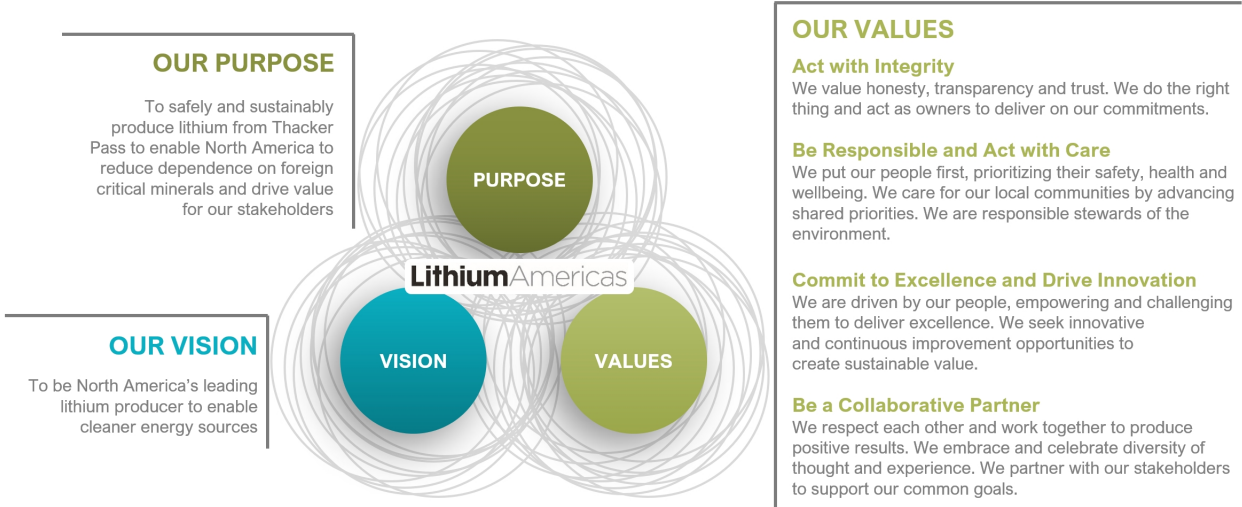 OUR PURPOSE
To safely and sustainably
produce lithium from Thacker
Pass to enable North America to
reduce dependence on foreign
critical minerals and drive value
for our stakeholders
OUR VISION
To be North America's leading
lithium producer to enable
cleaner energy sources
PURPOSE
LithiumAmericas
VISION
VALUES
OUR VALUES
Act with Integrity
We value honesty, transparency and trust. We do the right
thing and act as owners to deliver on our commitments.
Be Responsible and Act with Care
We put our people first, prioritizing their safety, health and
wellbeing. We care for our local communities by advancing
shared priorities. We are responsible stewards of the
environment.
Commit to Excellence and Drive Innovation
We are driven by our people, empowering and challenging
them to deliver excellence. We seek innovative
and continuous improvement opportunities to
create sustainable value.
Be a Collaborative Partner
We respect each other and work together to produce
positive results. We embrace and celebrate diversity of
thought and experience. We partner with our stakeholders
to support our common goals.